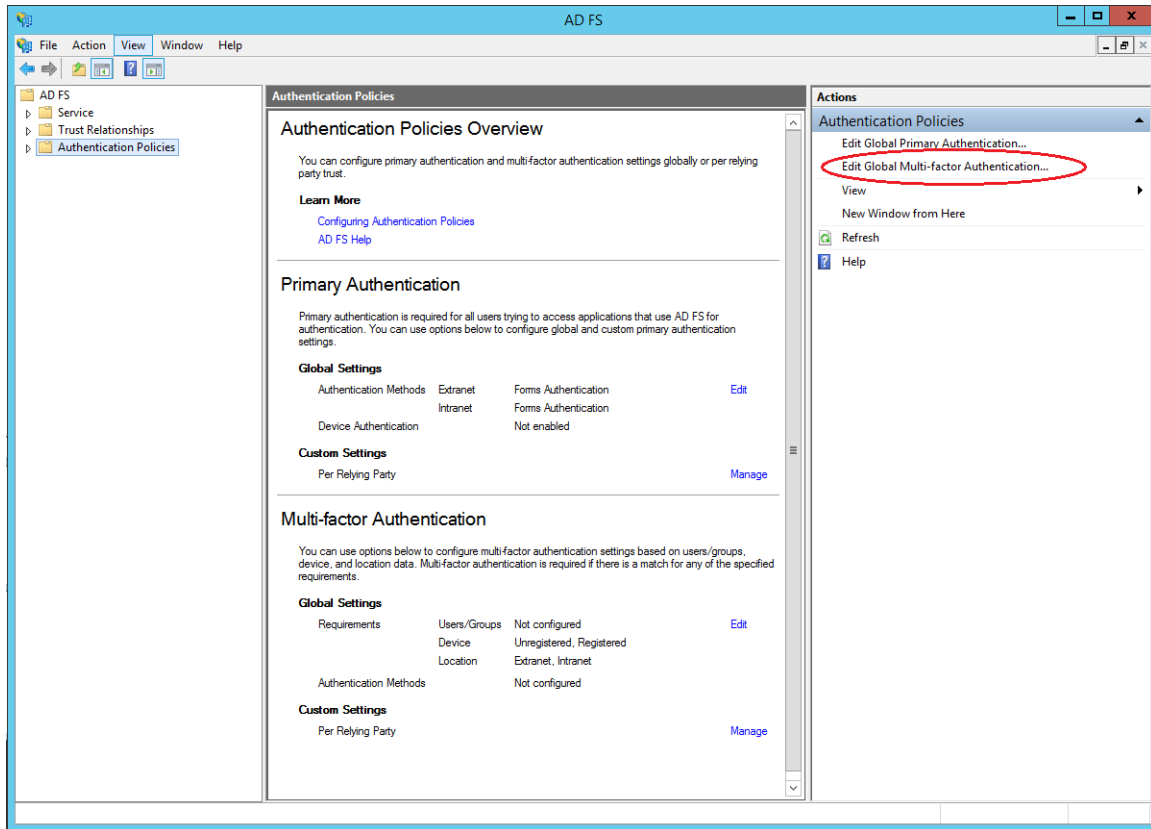 AD FS
File Action View Window Help
AD FS
Service
Trust Relationships
Authentication Policies
Authentication Policies
Authentication Policies Overview
You can configure primary authentication and multi-factor authentication settings globally or per relying
party trust.
Learn More
Configuring Authentication Policies
AD FS Help
Primary Authentication
Primary authentication is required for all users trying to access applications that use AD FS for
authentication. You can use options below to configure global and custom primary authentication
settings.
Global Settings
Authentication Methods Extranet Forms Authentication Edit
Intranet Forms Authentication
Device Authentication Not enabled
Custom Settings
Per Relying Party Manage
Multi-factor Authentication
You can use options below to configure multi-factor authentication settings based on users/groups,
device, and location data. Multi-factor authentication is required if there is a match for any of the specified
requirements.
Global Settings
Requirements Users/Groups Not configured Edit
Device Unregistered, Registered
Location Extranet, Intranet
Authentication Methods Not configured
Custom Settings
Per Relying Party Manage
Actions
Authentication Policies
Edit Global Primary Authentication...
Edit Global Multi-factor Authentication...
View
New Window from Here
Refresh
Help